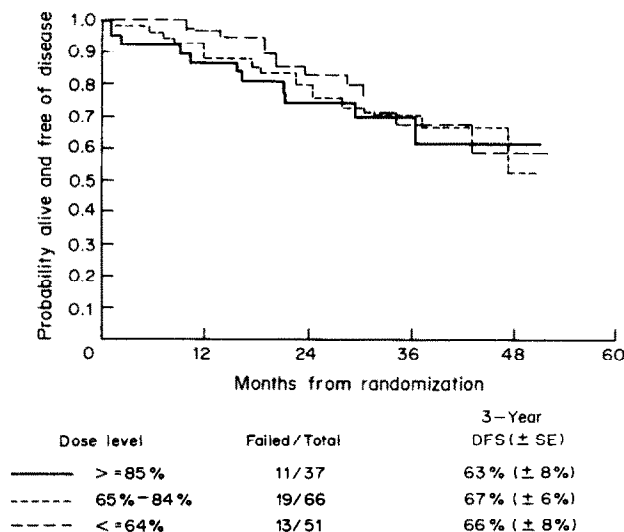 Probability alive and free of disease
1.0
0.9
0.8
0.7
0.6
0.5
0.4
0.3
0.2
0.1
0 12 24 36 48 60
Months from randomization
3-Year
Dose level Failed/Total DFS (± SE)
>=85% 11/37 63% (± 8%)
65%-84% 19/66 67% (± 6%)
<=64% 13/51 66% (± 8%)